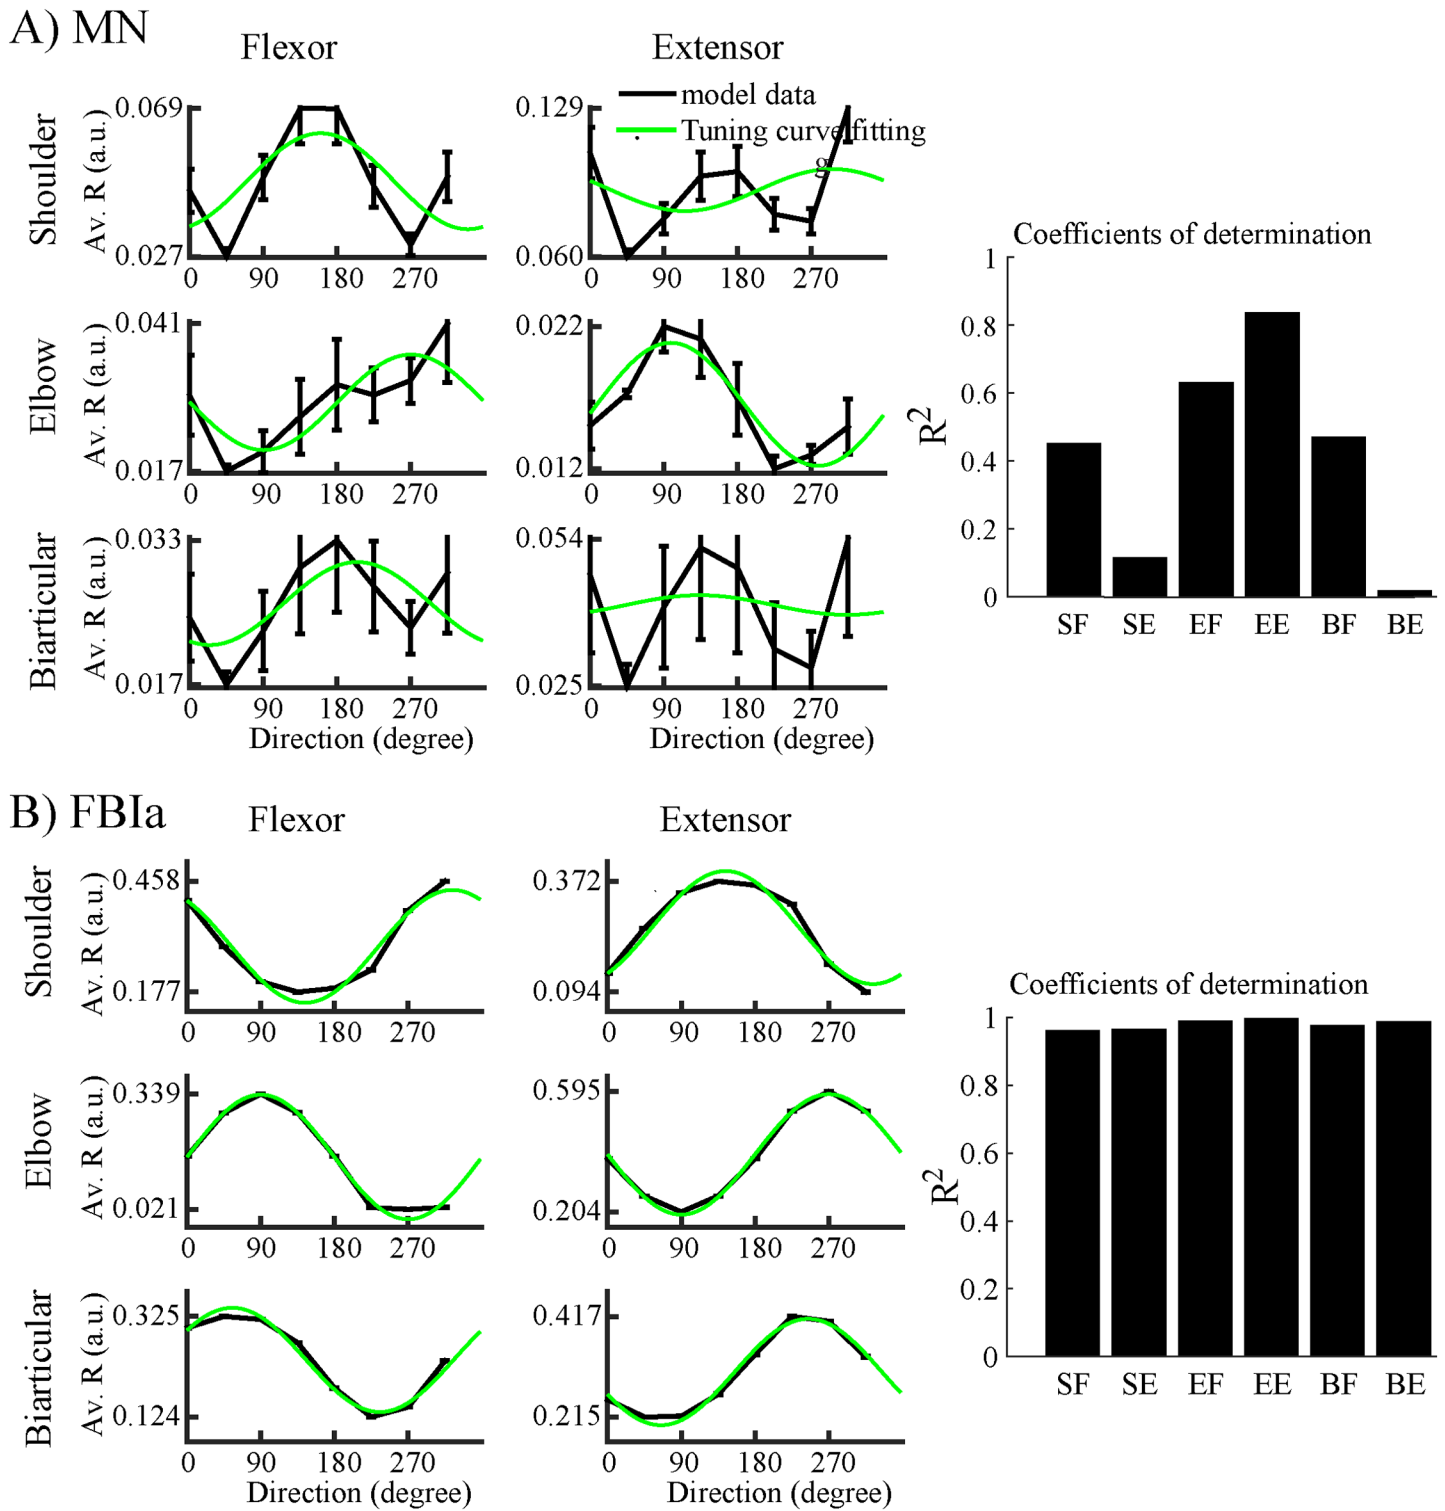 A) MN
Flexor
Extensor
model data
Tuning curve fitting
g
Shoulder
Av. R (a.u.)
0.069
0.027
0 90 180 270
0.129
0.060
0 90 180 270
Elbow
Av. R (a.u.)
0.041
0.017
0 90 180 270
0.022
0.012
0 90 180 270
Biarticular
Av. R (a.u.)
0.033
0.017
0 90 180 270
Direction (degree)
0.054
0.025
0 90 180 270
Direction (degree)
Coefficients of determination
R2
1
0.8
0.6
0.4
0.2
0
SF SE EF EE BF BE
B) FBIa
Flexor
Extensor
Shoulder
Av. R (a.u.)
0.458
0.177
0 90 180 270
0.372
0.094
0 90 180 270
Elbow
Av. R (a.u.)
0.339
0.021
0 90 180 270
0.595
0.204
0 90 180 270
Biarticular
Av. R (a.u.)
0.325
0.124
0 90 180 270
Direction (degree)
0.417
0.215
0 90 180 270
Direction (degree)
Coefficients of determination
R2
1
0.8
0.6
0.4
0.2
0
SF SE EF EE BF BE